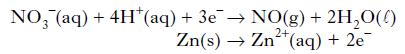 NO₃⁻(aq) + 4H⁺(aq) + 3e⁻ → NO(g) + 2H₂O(ℓ)
Zn(s) → Zn²⁺(aq) + 2e⁻